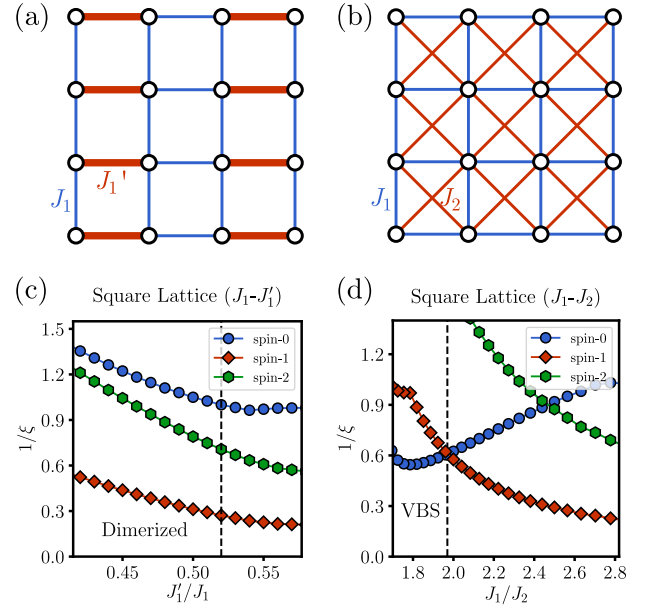 (a)
(b)
J₁
J₁'
J₁
J₂
(c)
Square Lattice (J₁-J₁′)
1.5
1.2
0.9
0.6
0.3
0.0
1/ξ
spin-0
spin-1
spin-2
Dimerized
0.45
0.50
0.55
J₁′/J₁
(d)
Square Lattice (J₁-J₂)
1.2
0.9
0.6
0.3
0.0
1/ξ
spin-0
spin-1
spin-2
VBS
1.8
2.0
2.2
2.4
2.6
2.8
J₁/J₂